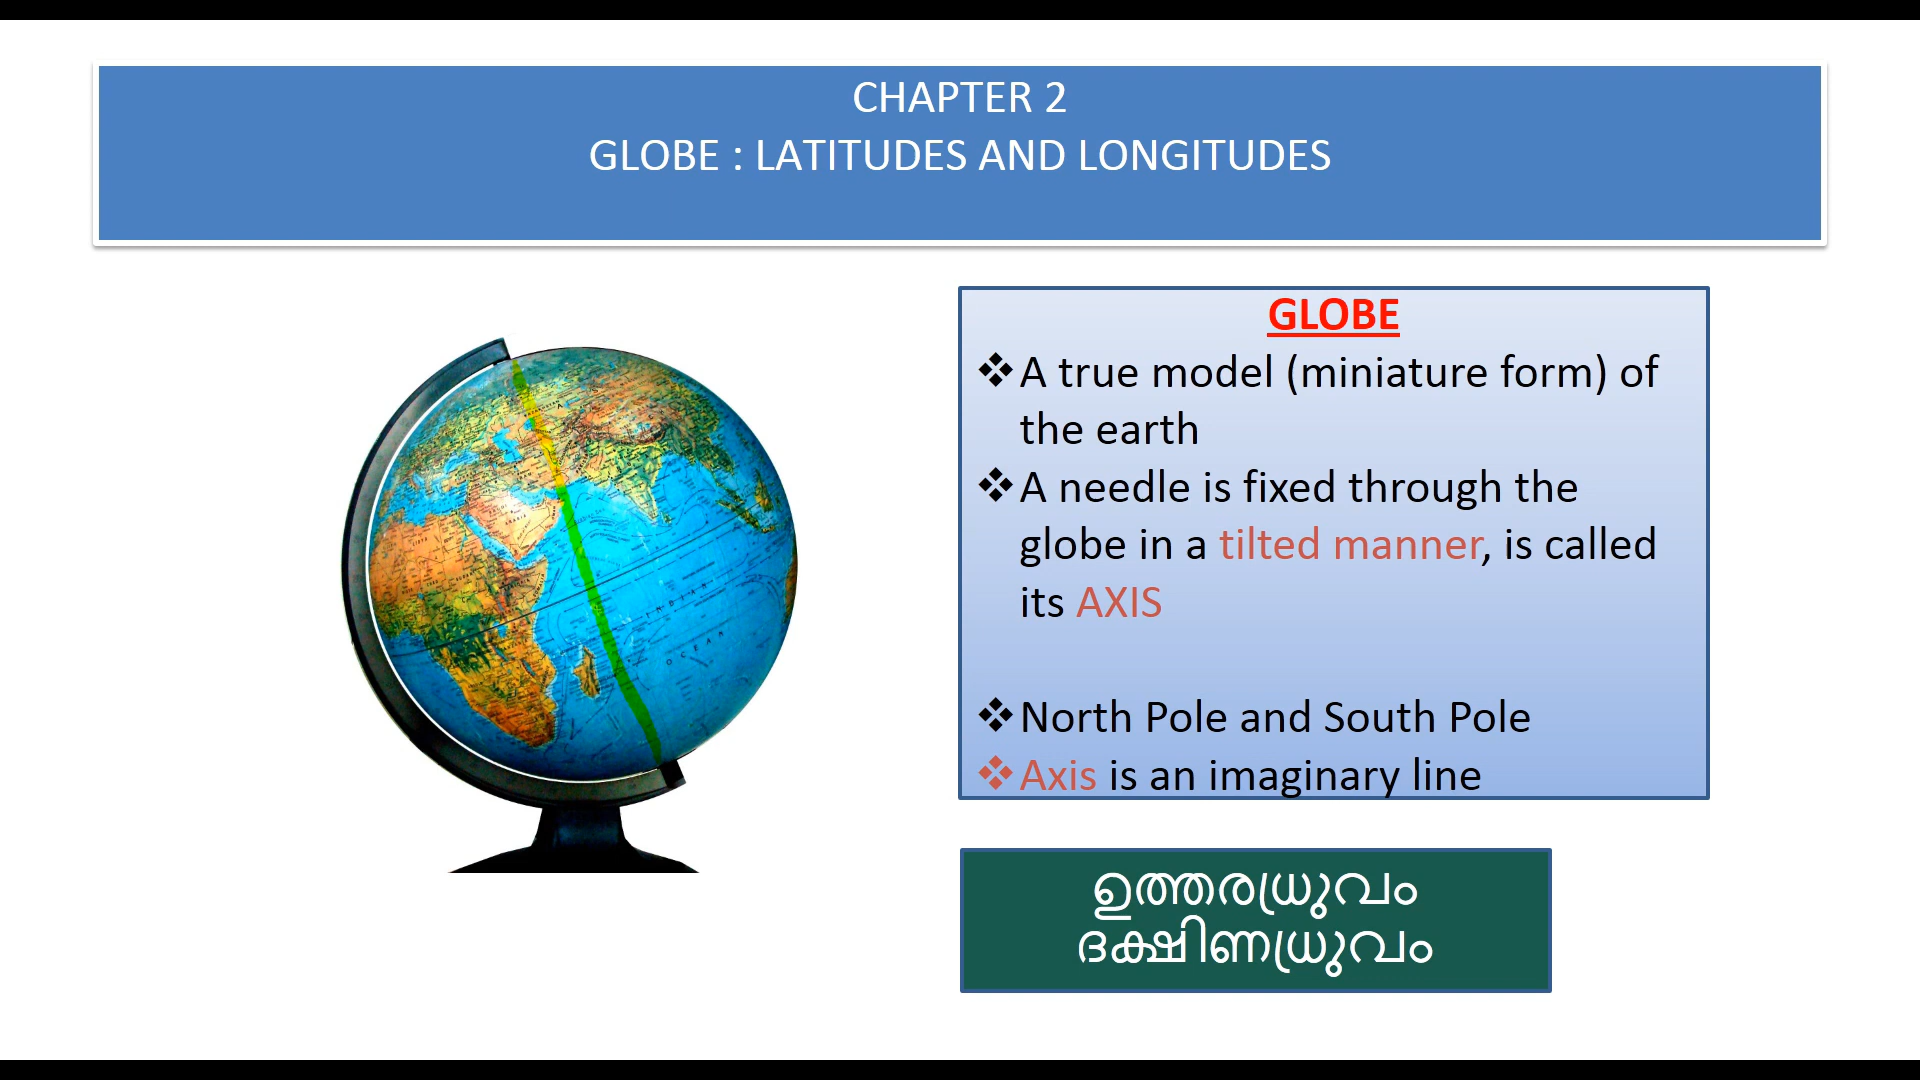 CHAPTER 2
GLOBE : LATITUDES AND LONGITUDES
GLOBE
❖A true model (miniature form) of
the earth
❖A needle is fixed through the
globe in a tilted manner, is called
its AXIS
❖North Pole and South Pole
❖Axis is an imaginary line
ഉത്തരധ്രുവം
ദക്ഷിണധ്രുവം
INDIAN
OCEAN